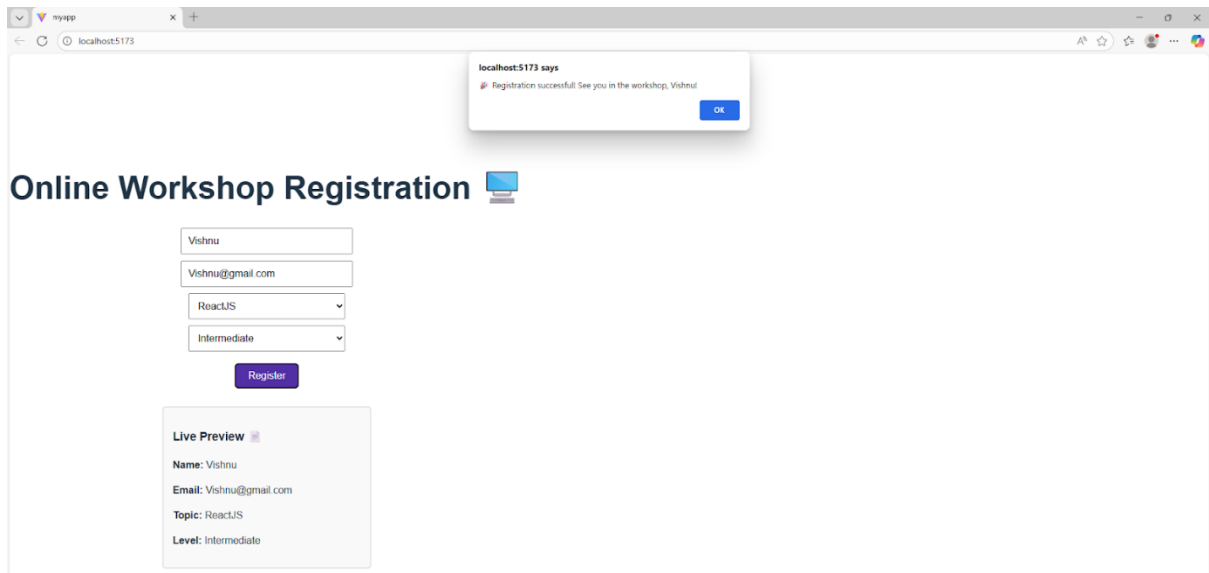 myapp
localhost:5173
localhost:5173 says
🎉 Registration successful! See you in the workshop, Vishnu!
OK
Online Workshop Registration 🖥️
Vishnu
Vishnu@gmail.com
ReactJS
Intermediate
Register
Live Preview 📄
Name: Vishnu
Email: Vishnu@gmail.com
Topic: ReactJS
Level: Intermediate